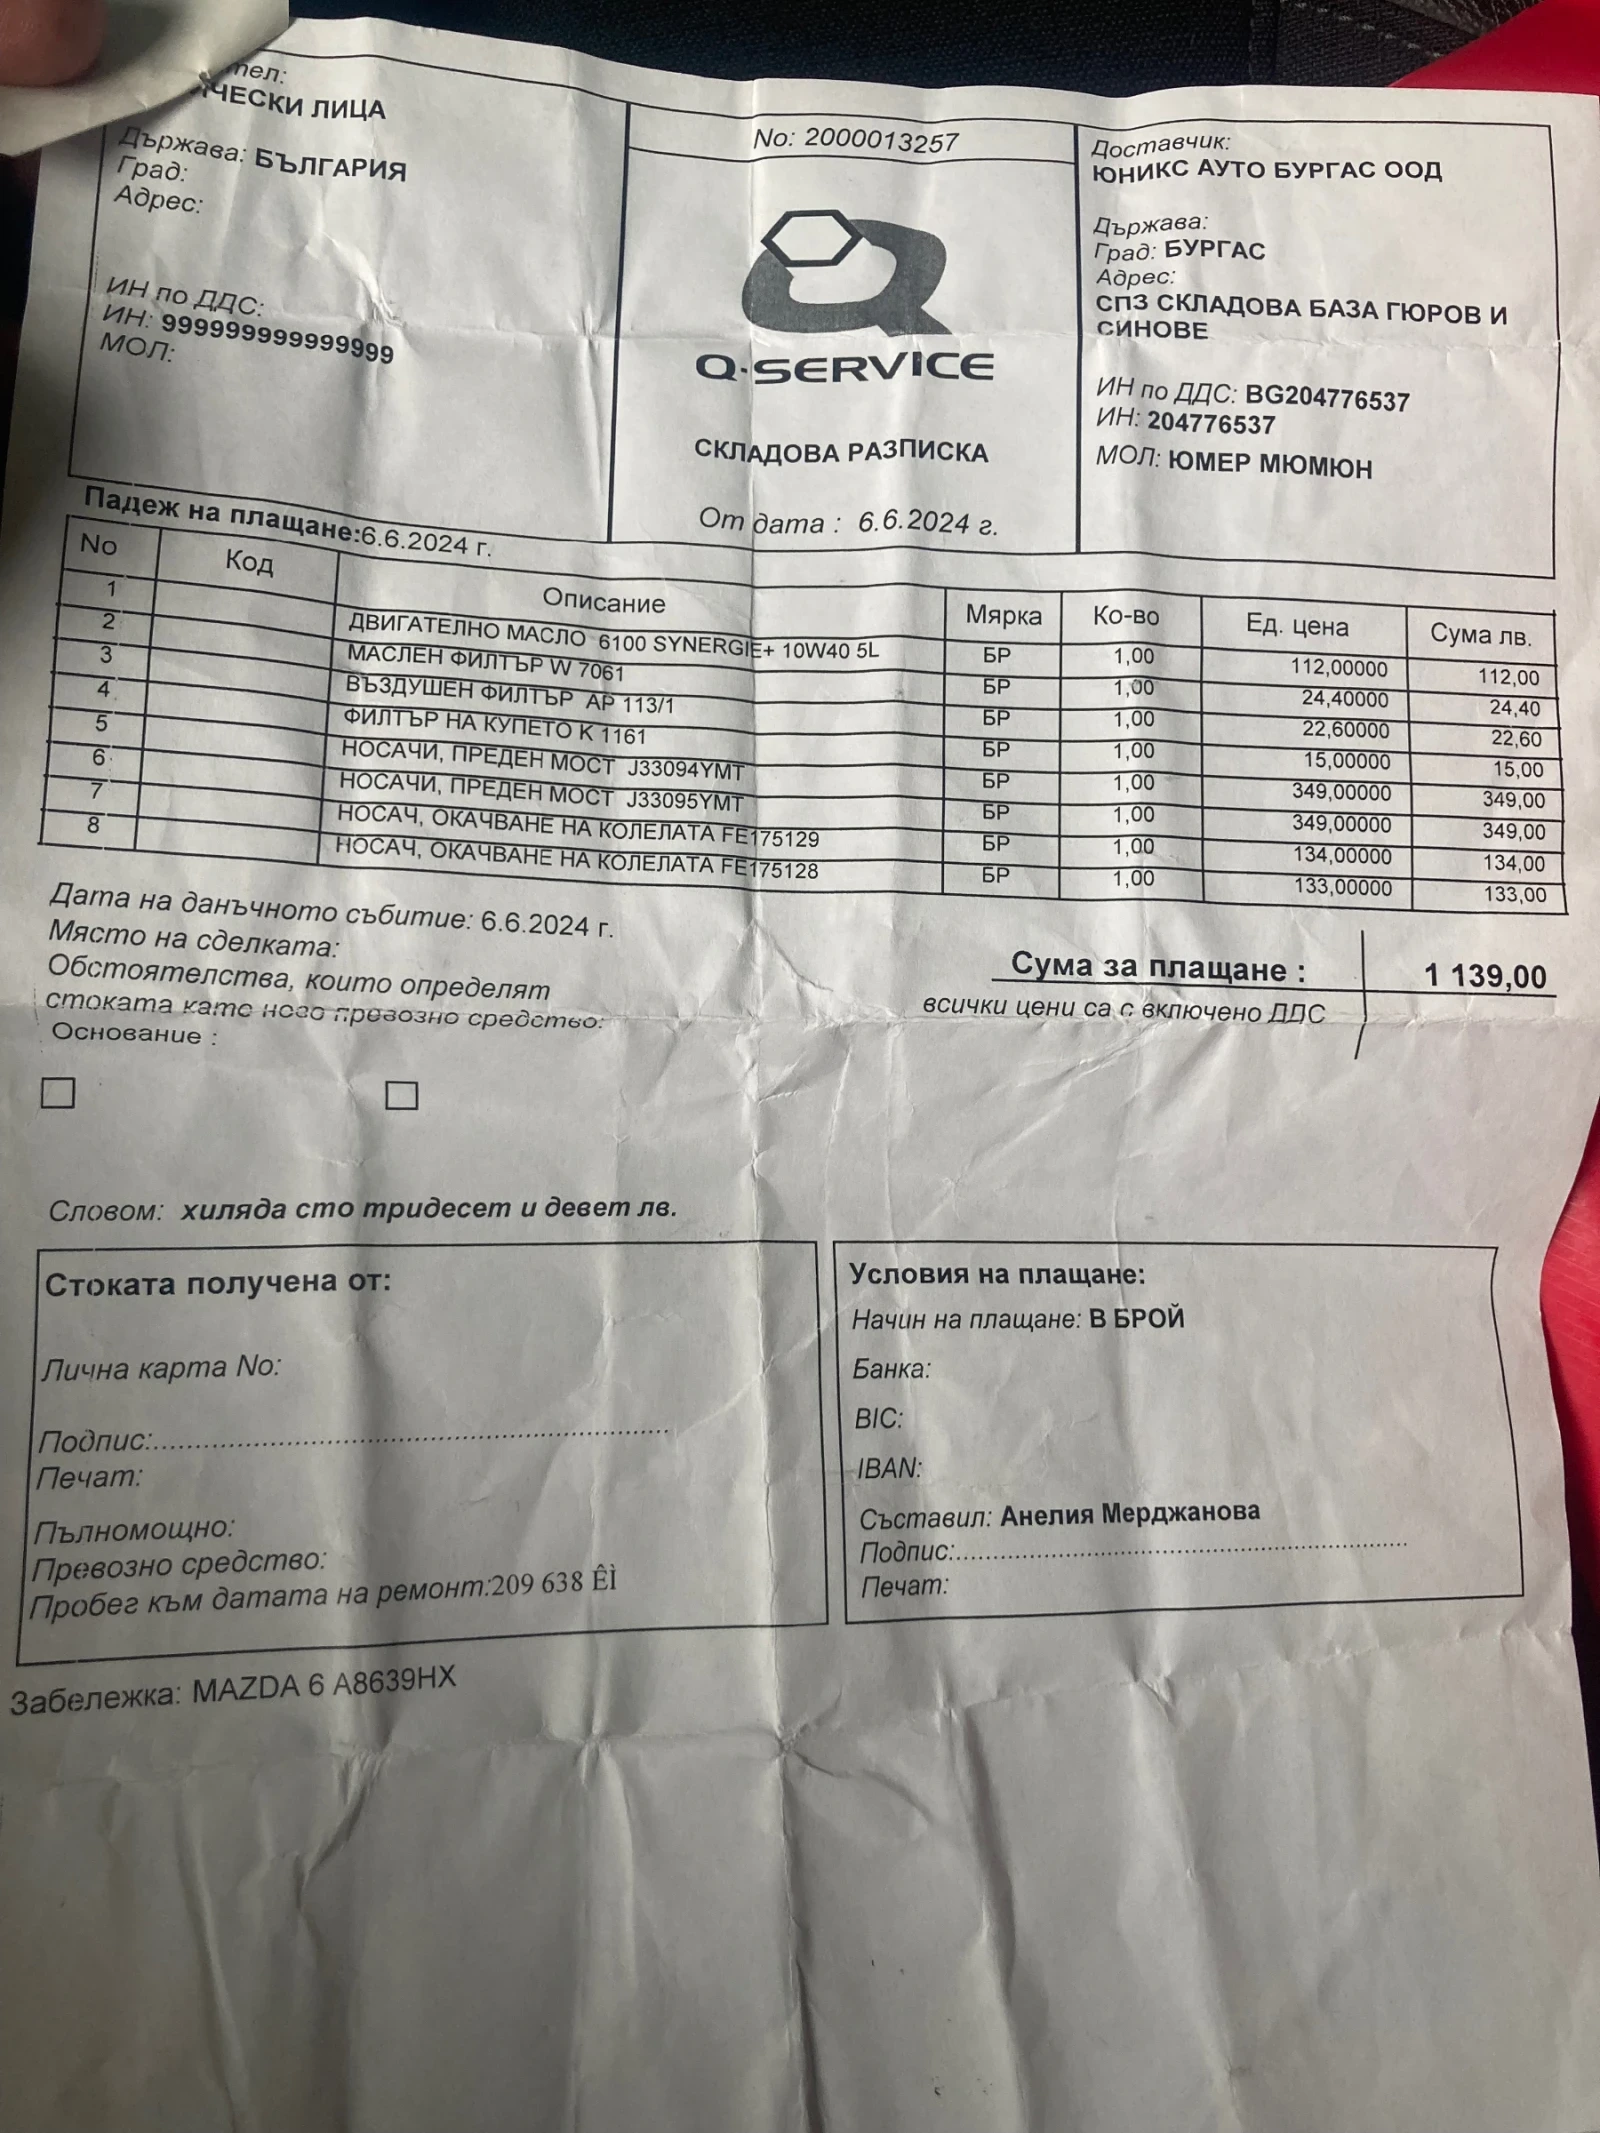 тел:
ЧЕСКИ ЛИЦА
Държава: БЪЛГАРИЯ
Град:
Адрес:
ИН по ДДС:
ИН: 999999999999999
МОЛ:
No: 2000013257
Q-SERVICE
СКЛАДОВА РАЗПИСКА
От дата : 6.6.2024 г.
Доставчик:
ЮНИКС АУТО БУРГАС ООД
Държава:
Град: БУРГАС
Адрес:
СПЗ СКЛАДОВА БАЗА ГЮРОВ И
СИНОВЕ
ИН по ДДС: BG204776537
ИН: 204776537
МОЛ: ЮМЕР МЮМЮН
Падеж на плащане:6.6.2024 г.
No Код Описание Мярка Ко-во Ед. цена Сума лв.
1 ДВИГАТЕЛНО МАСЛО 6100 SYNERGIE+ 10W40 5L БР 1,00 112,00000 112,00
2 МАСЛЕН ФИЛТЪР W 7061 БР 1,00 24,40000 24,40
3 ВЪЗДУШЕН ФИЛТЪР AP 113/1 БР 1,00 22,60000 22,60
4 ФИЛТЪР НА КУПЕТО K 1161 БР 1,00 15,00000 15,00
5 НОСАЧИ, ПРЕДЕН МОСТ J33094YMT БР 1,00 349,00000 349,00
6 НОСАЧИ, ПРЕДЕН МОСТ J33095YMT БР 1,00 349,00000 349,00
7 НОСАЧ, ОКАЧВАНЕ НА КОЛЕЛАТА FE175129 БР 1,00 134,00000 134,00
8 НОСАЧ, ОКАЧВАНЕ НА КОЛЕЛАТА FE175128 БР 1,00 133,00000 133,00
Дата на данъчното събитие: 6.6.2024 г.
Място на сделката:
Обстоятелства, които определят
стоката като ново превозно средство:
Основание :
Сума за плащане : 1 139,00
всички цени са с включено ДДС
Словом: хиляда сто тридесет и девет лв.
Стоката получена от:
Лична карта No:
Подпис:
Печат:
Пълномощно:
Превозно средство:
Пробег към датата на ремонт:209 638 ÊÌ
Условия на плащане:
Начин на плащане: В БРОЙ
Банка:
BIC:
IBAN:
Съставил: Анелия Мерджанова
Подпис:
Печат:
Забележка: MAZDA 6 A8639HX